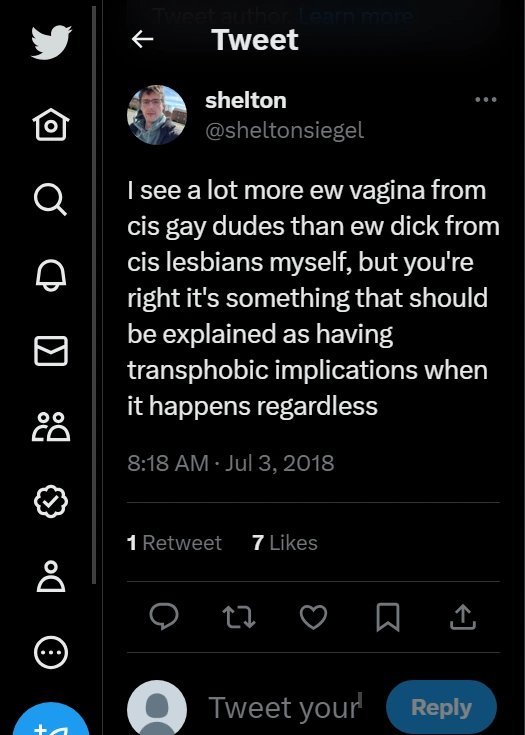 Tweet author. Learn more
Tweet
shelton
@sheltonsiegel
I see a lot more ew vagina from
cis gay dudes than ew dick from
cis lesbians myself, but you're
right it's something that should
be explained as having
transphobic implications when
it happens regardless
8:18 AM · Jul 3, 2018
1 Retweet 7 Likes
Tweet your
Reply